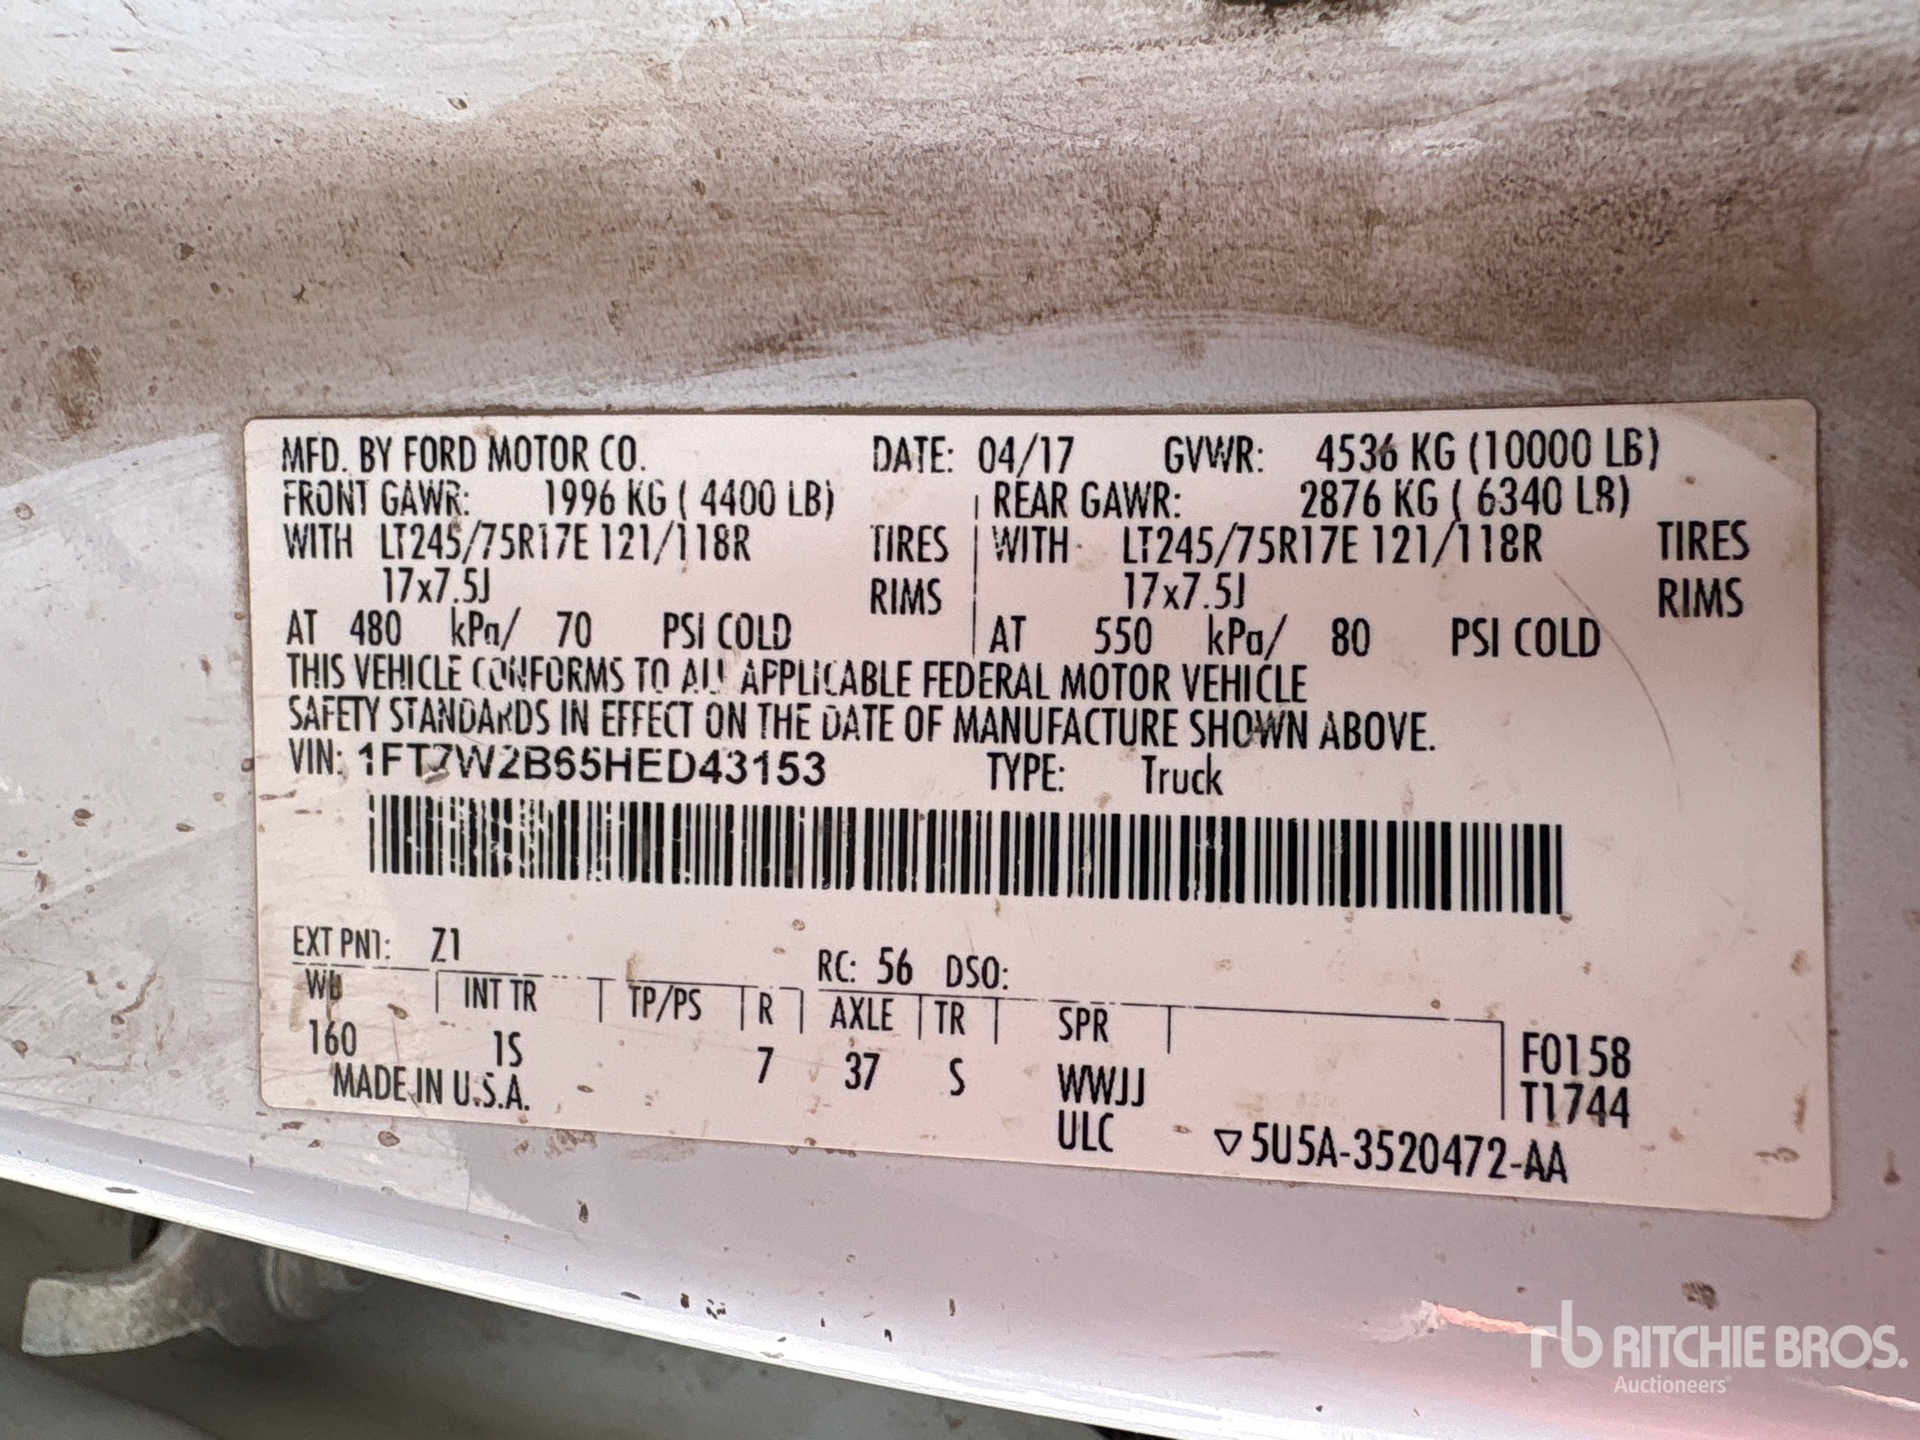 MFD. BY FORD MOTOR CO. DATE: 04/17 GVWR: 4536 KG (10000 LB)
FRONT GAWR: 1996 KG ( 4400 LB) REAR GAWR: 2876 KG ( 6340 LB)
WITH LT245/75R17E 121/118R TIRES WITH LT245/75R17E 121/118R TIRES
17x7.5J RIMS 17x7.5J RIMS
AT 480 kPa/ 70 PSI COLD AT 550 kPa/ 80 PSI COLD
THIS VEHICLE CONFORMS TO ALL APPLICABLE FEDERAL MOTOR VEHICLE
SAFETY STANDARDS IN EFFECT ON THE DATE OF MANUFACTURE SHOWN ABOVE.
VIN: 1FT7W2B65HED43153 TYPE: Truck
EXT PNT: Z1 RC: 56 DSO:
WB INT TR TP/PS R AXLE TR SPR
160 1S 7 37 S WWJJ F0158
MADE IN U.S.A. ULC T1744
▽5U5A-3520472-AA
rb RITCHIE BROS.
Auctioneers